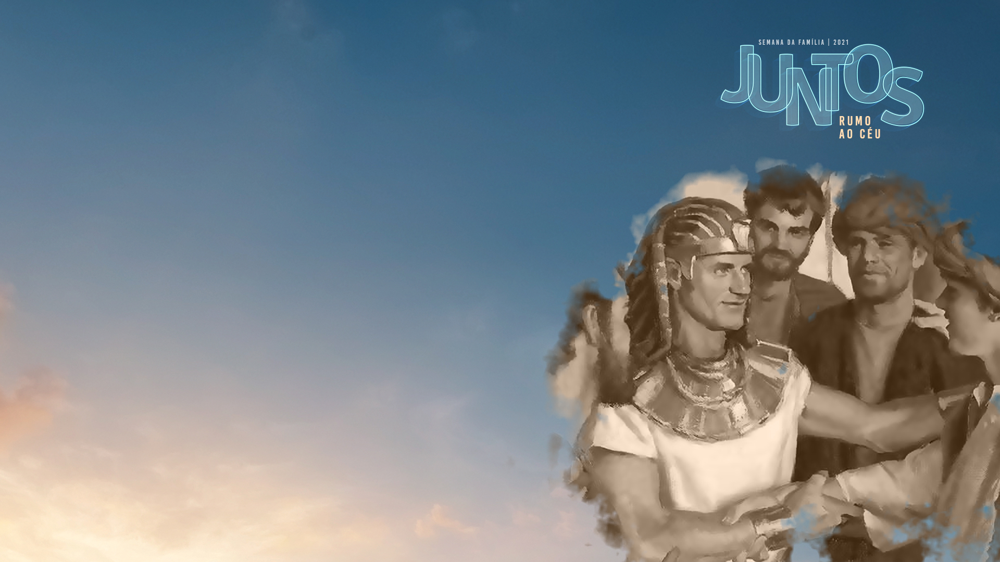 SEMANA DA FAMÍLIA | 2021
JUNTOS
RUMO
AO CÉU